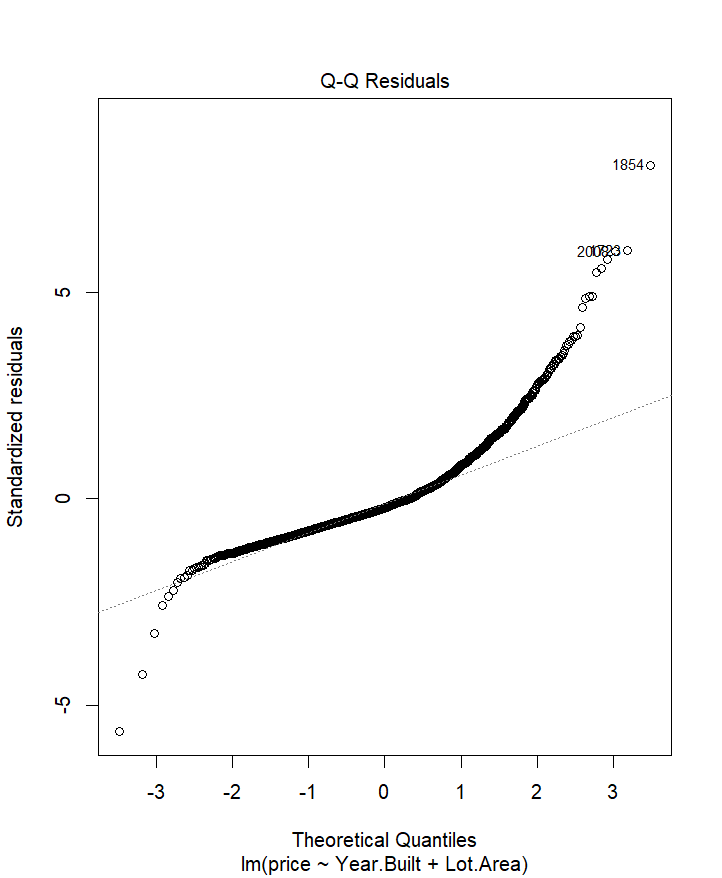 Q-Q Residuals
1854
5
0
-5
Standardized residuals
-3 -2 -1 0 1 2 3
Theoretical Quantiles
lm(price ~ Year.Built + Lot.Area)